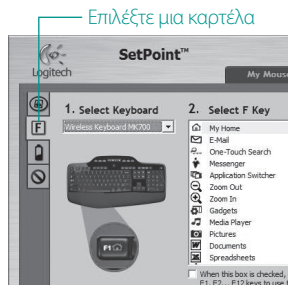 Επιλέξτε μια καρτέλα
SetPoint™
Logitech
My Mouse
1. Select Keyboard
2. Select F Key
Wireless Keyboard MK700
My Home
E-Mail
One-Touch Search
Messenger
Application Switcher
Zoom Out
Zoom In
Gadgets
Media Player
Pictures
Documents
Spreadsheets
F
F1
When this box is checked,
F1, F2... F12 keys to use f